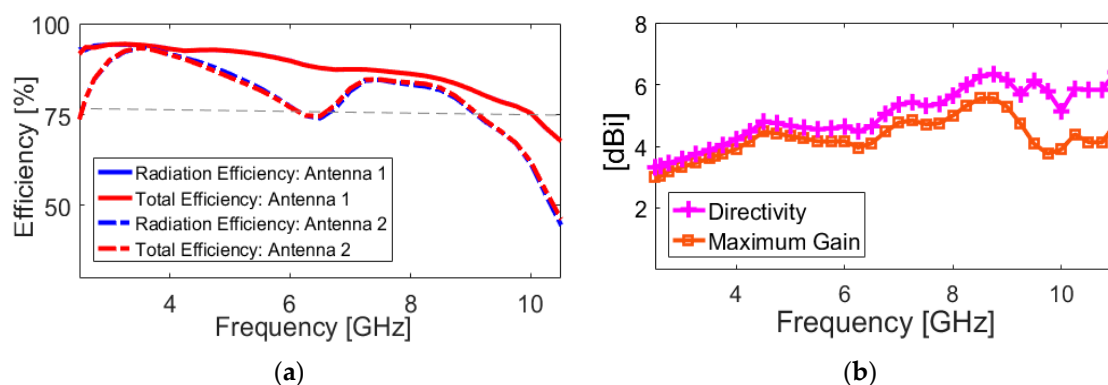 Efficiency [%]
100
75
50
Radiation Efficiency: Antenna 1
Total Efficiency: Antenna 1
Radiation Efficiency: Antenna 2
Total Efficiency: Antenna 2
4 6 8 10
Frequency [GHz]
(a)
[dBi]
8
6
4
2
Directivity
Maximum Gain
4 6 8 10
Frequency [GHz]
(b)